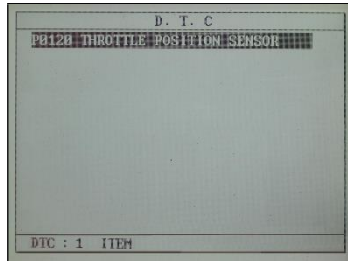 D. T. C
P0120 THROTTLE POSITION SENSOR
DTC : 1 ITEM